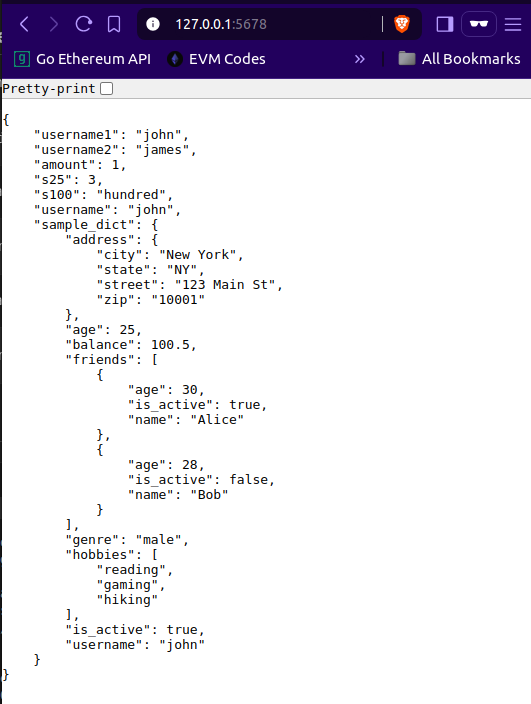 127.0.0.1:5678
Go Ethereum API EVM Codes » All Bookmarks
Pretty-print
{
    "username1": "john",
    "username2": "james",
    "amount": 1,
    "s25": 3,
    "s100": "hundred",
    "username": "john",
    "sample_dict": {
        "address": {
            "city": "New York",
            "state": "NY",
            "street": "123 Main St",
            "zip": "10001"
        },
        "age": 25,
        "balance": 100.5,
        "friends": [
            {
                "age": 30,
                "is_active": true,
                "name": "Alice"
            },
            {
                "age": 28,
                "is_active": false,
                "name": "Bob"
            }
        ],
        "genre": "male",
        "hobbies": [
            "reading",
            "gaming",
            "hiking"
        ],
        "is_active": true,
        "username": "john"
    }
}